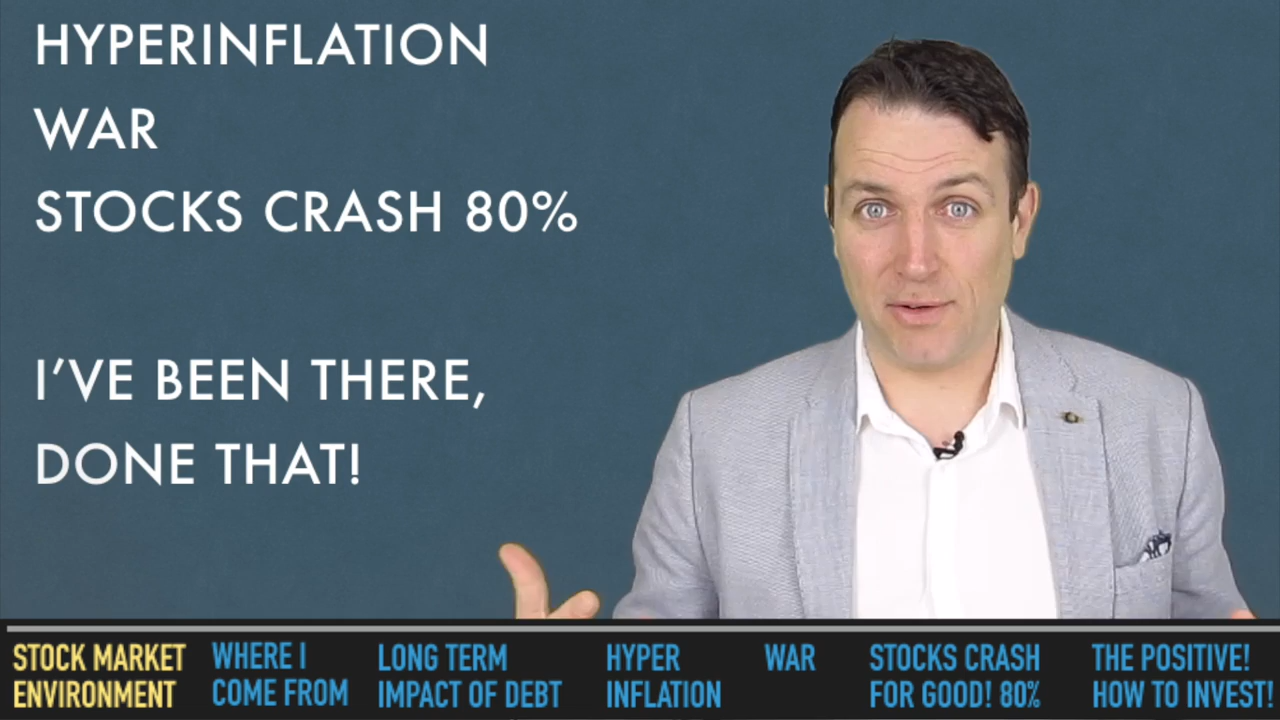 HYPERINFLATION
WAR
STOCKS CRASH 80%
I'VE BEEN THERE,
DONE THAT!
STOCK MARKET
ENVIRONMENT
WHERE I
COME FROM
LONG TERM
IMPACT OF DEBT
HYPER
INFLATION
WAR
STOCKS CRASH
FOR GOOD! 80%
THE POSITIVE!
HOW TO INVEST!